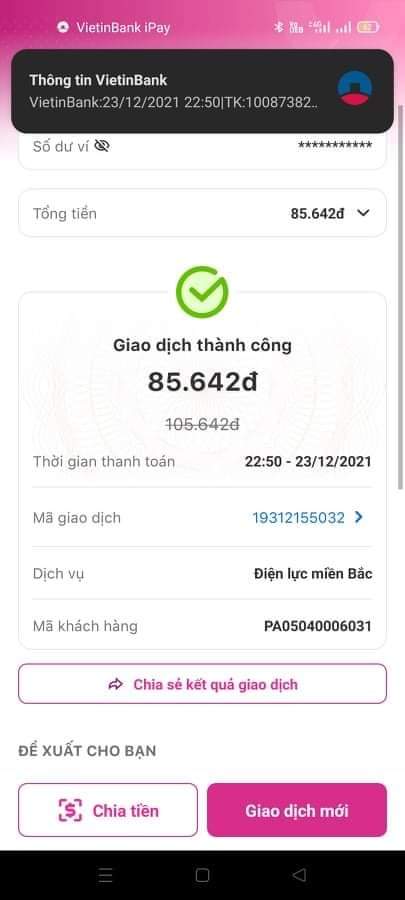 VietinBank iPay
4G
62
Thông tin VietinBank
VietinBank:23/12/2021 22:50|TK:10087382..
Số dư ví ***********
Tổng tiền 85.642đ
Giao dịch thành công
85.642đ
105.642đ
Thời gian thanh toán 22:50 - 23/12/2021
Mã giao dịch 19312155032
Dịch vụ Điện lực miền Bắc
Mã khách hàng PA05040006031
Chia sẻ kết quả giao dịch
ĐỀ XUẤT CHO BẠN
Chia tiền
Giao dịch mới